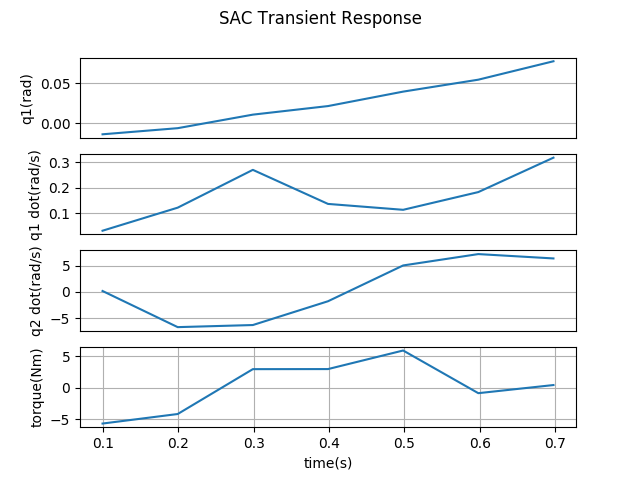 SAC Transient Response
q1(rad)
0.05
0.00
q1 dot(rad/s)
0.3
0.2
0.1
q2 dot(rad/s)
5
0
−5
torque(Nm)
5
0
−5
0.1 0.2 0.3 0.4 0.5 0.6 0.7
time(s)